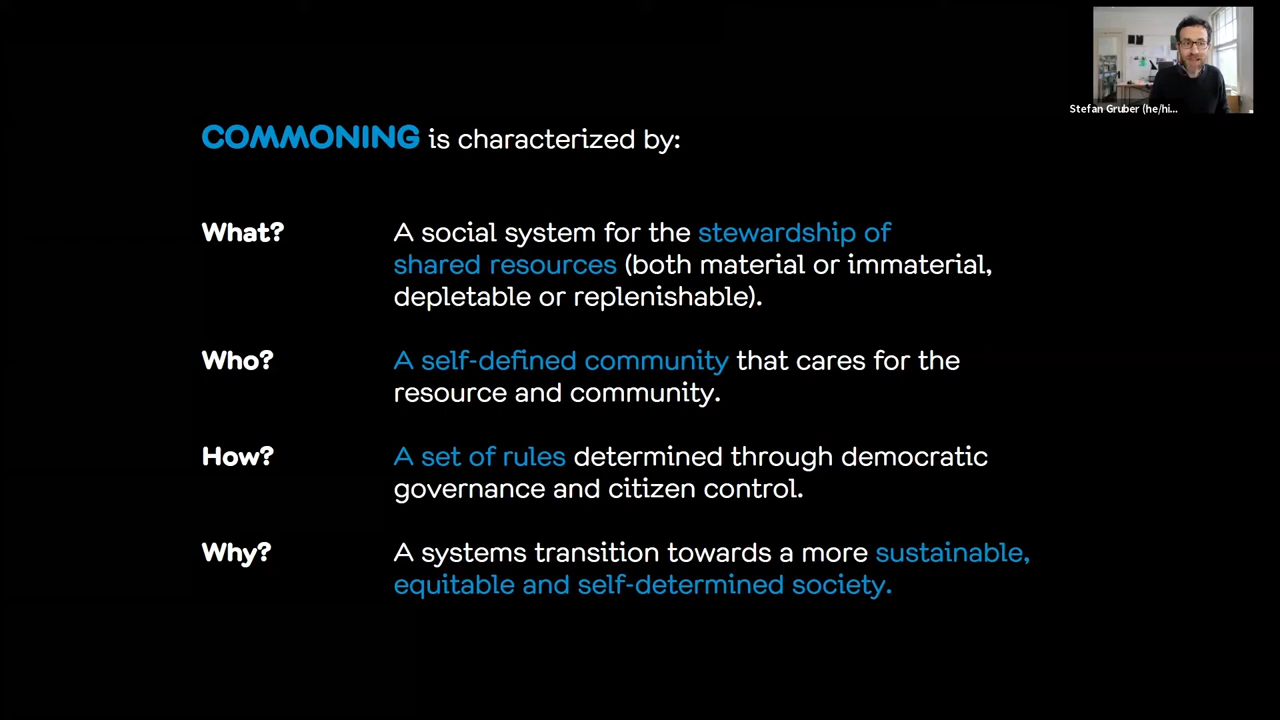 Stefan Gruber (he/hi...
COMMONING is characterized by:
What?
A social system for the stewardship of
shared resources (both material or immaterial,
depletable or replenishable).
Who?
A self-defined community that cares for the
resource and community.
How?
A set of rules determined through democratic
governance and citizen control.
Why?
A systems transition towards a more sustainable,
equitable and self-determined society.